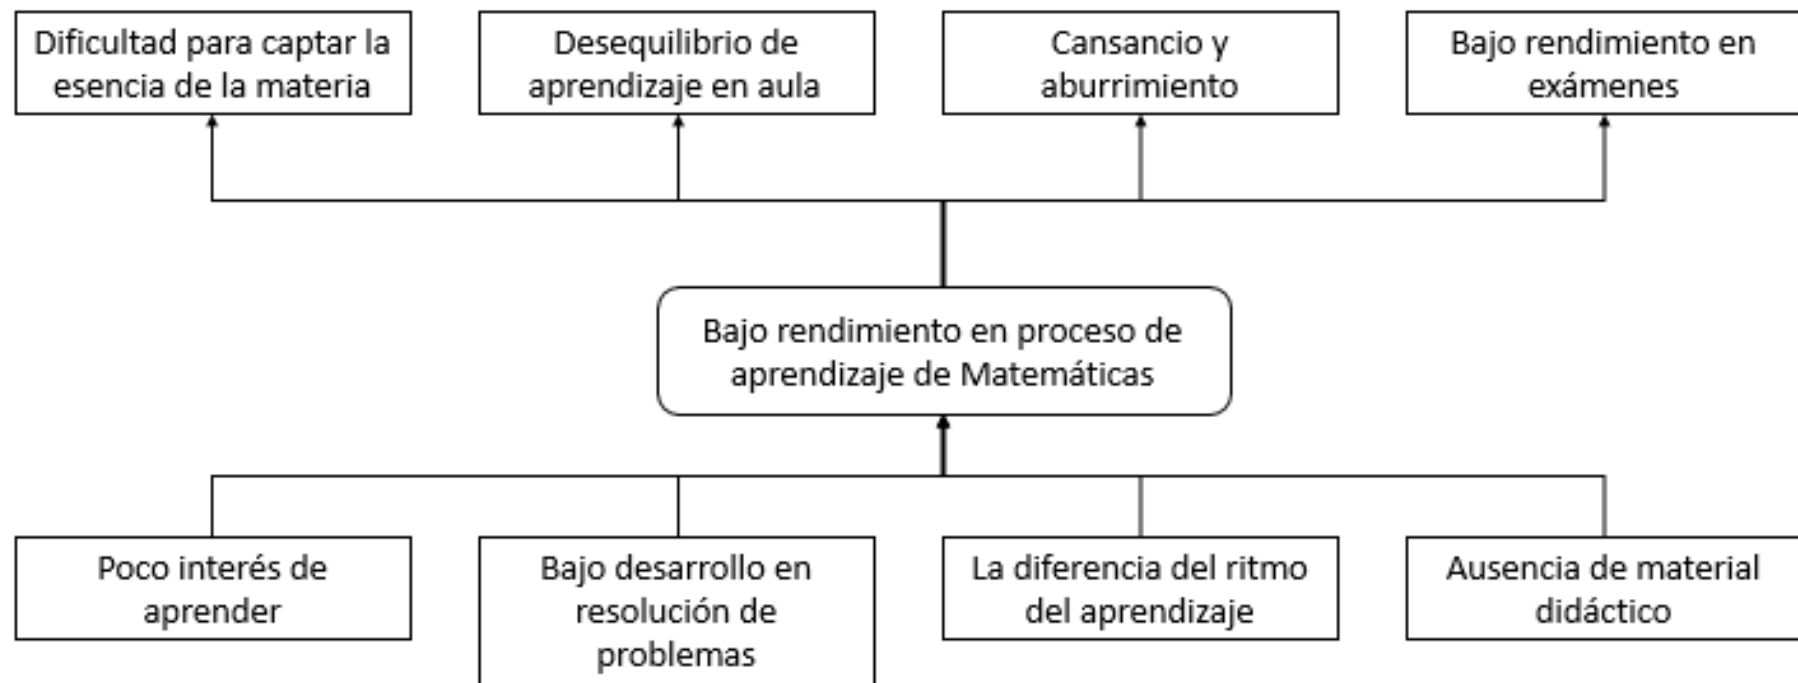 Dificultad para captar la
esencia de la materia
Desequilibrio de
aprendizaje en aula
Cansancio y
aburrimiento
Bajo rendimiento en
exámenes
Bajo rendimiento en proceso de
aprendizaje de Matemáticas
Poco interés de
aprender
Bajo desarrollo en
resolución de
problemas
La diferencia del ritmo
del aprendizaje
Ausencia de material
didáctico